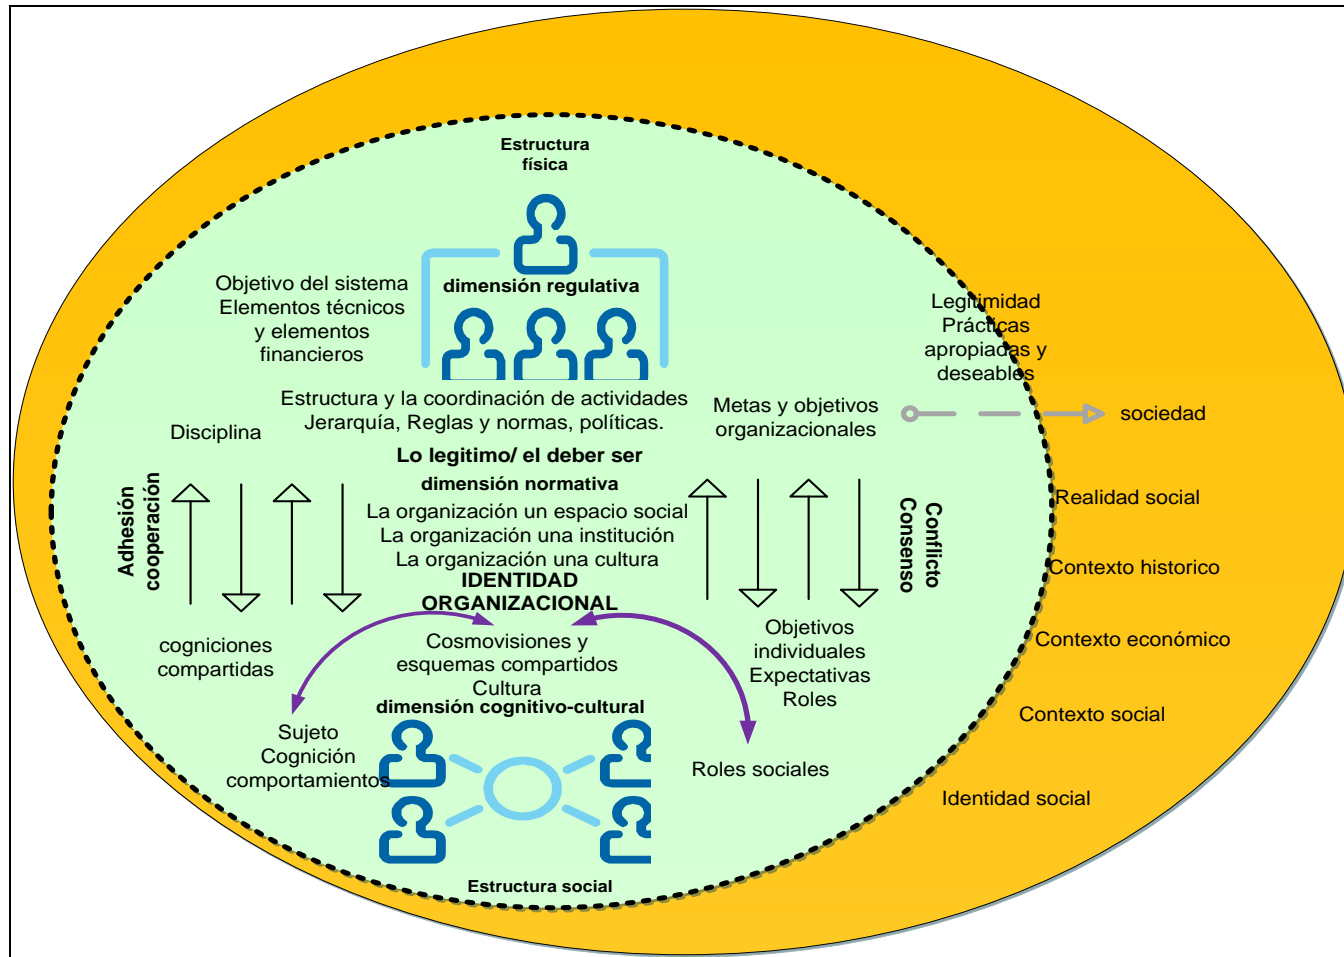 Estructura
física
Objetivo del sistema
Elementos técnicos
y elementos
financieros
dimensión regulativa
Legitimidad
Prácticas
apropiadas y
deseables
Estructura y la coordinación de actividades
Jerarquía, Reglas y normas, políticas.
Metas y objetivos
organizacionales
sociedad
Disciplina
Lo legitimo/ el deber ser
dimensión normativa
La organización un espacio social
La organización una institución
La organización una cultura
IDENTIDAD
ORGANIZACIONAL
Adhesión
cooperación
Conflicto
Consenso
Realidad social
Contexto historico
Contexto económico
Contexto social
Identidad social
cogniciones
compartidas
Cosmovisiones y
esquemas compartidos
Cultura
dimensión cognitivo-cultural
Objetivos
individuales
Expectativas
Roles
Sujeto
Cognición
comportamientos
Roles sociales
Estructura social